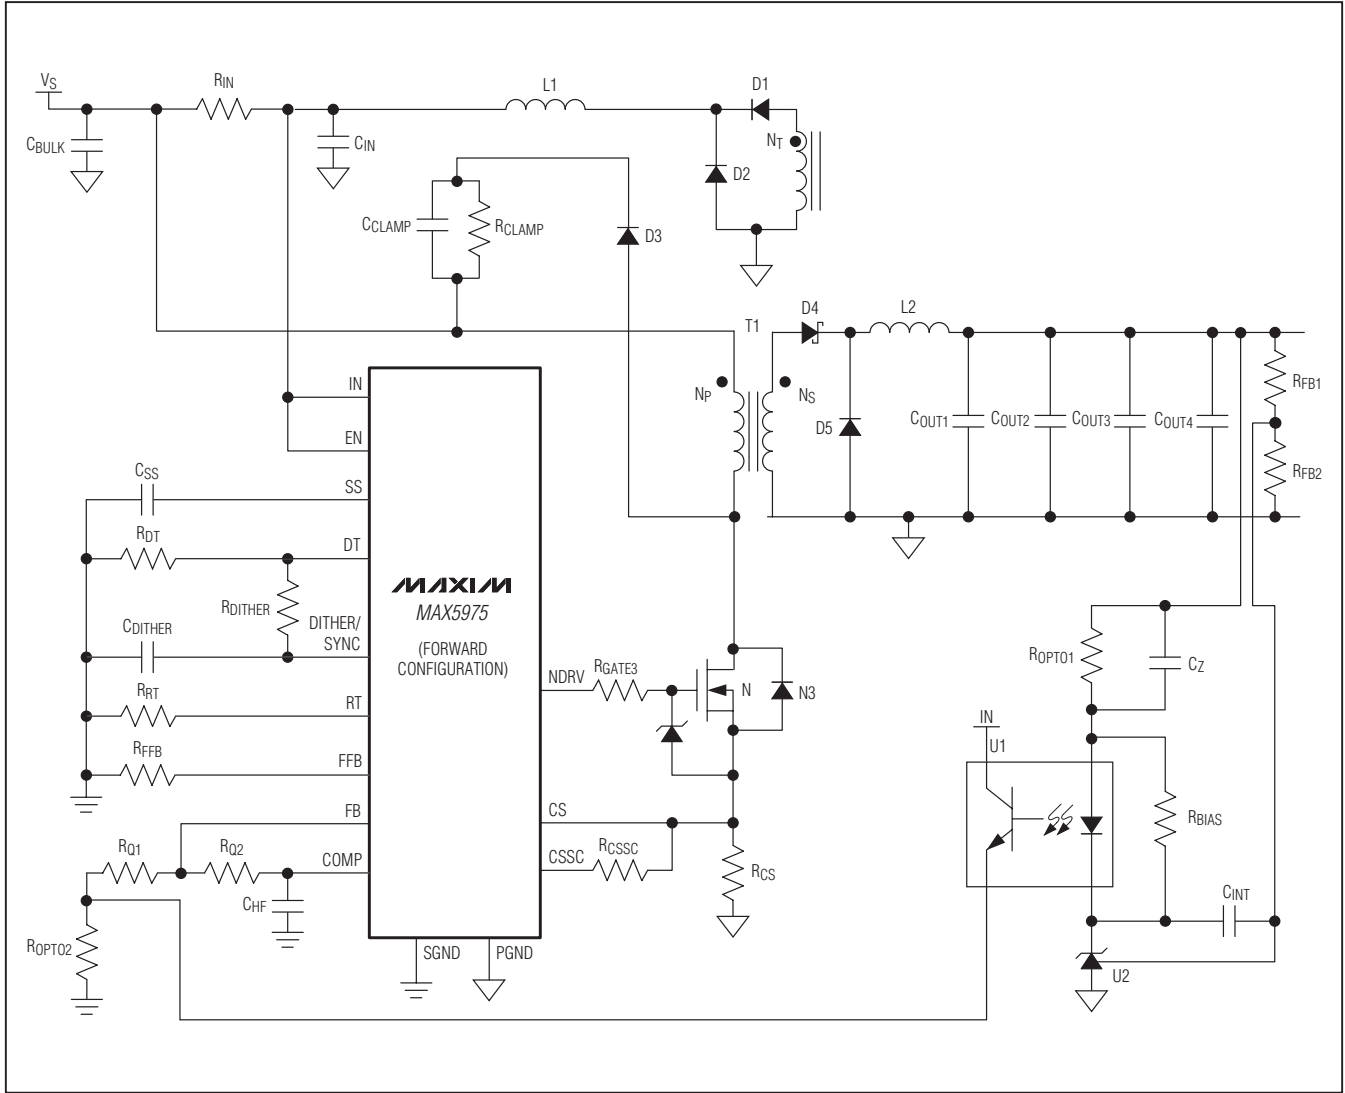 VS
RIN
L1
D1
CBULK
CIN
NT
D2
CCLAMP
RCLAMP
D3
D4
L2
T1
NP
NS
D5
COUT1
COUT2
COUT3
COUT4
RFB1
RFB2
IN
EN
CSS
SS
RDT
DT
RDITHER
CDITHER
DITHER/
SYNC
RRT
RT
RFFB
FFB
FB
RQ1
RQ2
COMP
CHF
ROPTO2
MAXIM
MAX5975
(FORWARD
CONFIGURATION)
NDRV
RGATE3
N
N3
CS
CSSC
RCSSC
RCS
SGND
PGND
ROPTO1
CZ
IN
U1
RBIAS
CINT
U2